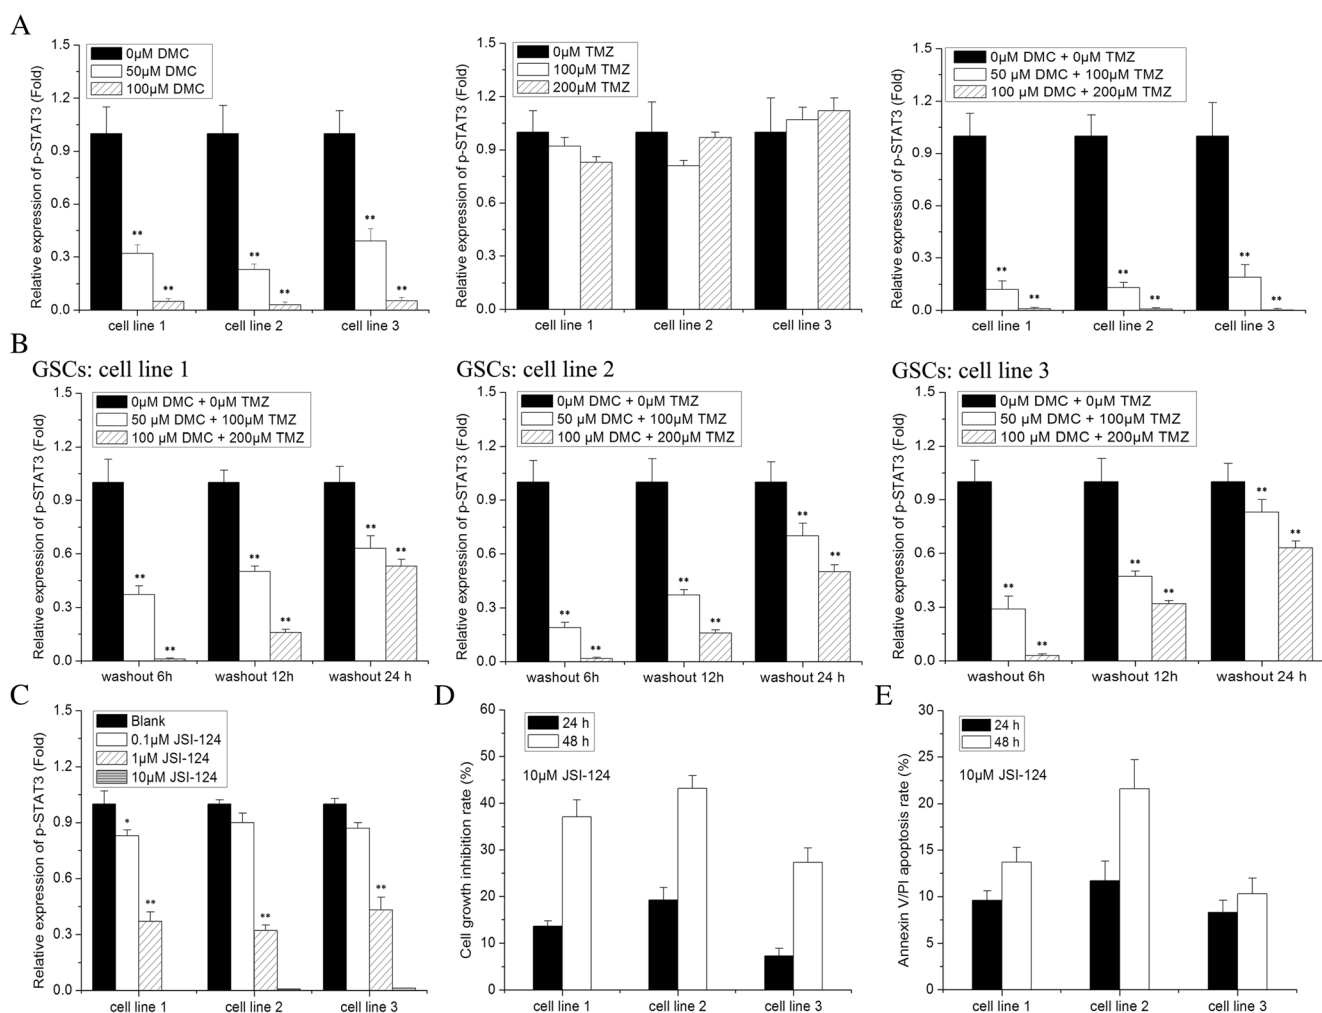 A
Relative expression of p-STAT3 (Fold)
1.5
1.2
0.9
0.6
0.3
0.0
0µM DMC
50µM DMC
100µM DMC
** ** ** ** ** **
cell line 1 cell line 2 cell line 3
Relative expression of p-STAT3 (Fold)
1.5
1.2
0.9
0.6
0.3
0.0
0µM TMZ
100µM TMZ
200µM TMZ
cell line 1 cell line 2 cell line 3
Relative expression of p-STAT3 (Fold)
1.5
1.2
0.9
0.6
0.3
0.0
0µM DMC + 0µM TMZ
50 µM DMC + 100µM TMZ
100 µM DMC + 200µM TMZ
** ** ** ** ** **
cell line 1 cell line 2 cell line 3
B
GSCs: cell line 1
Relative expression of p-STAT3 (Fold)
1.5
1.2
0.9
0.6
0.3
0.0
0µM DMC + 0µM TMZ
50 µM DMC + 100µM TMZ
100 µM DMC + 200µM TMZ
** ** ** ** ** **
washout 6h washout 12h washout 24 h
GSCs: cell line 2
Relative expression of p-STAT3 (Fold)
1.5
1.2
0.9
0.6
0.3
0.0
0µM DMC + 0µM TMZ
50 µM DMC + 100µM TMZ
100 µM DMC + 200µM TMZ
** ** ** ** ** **
washout 6h washout 12h washout 24 h
GSCs: cell line 3
Relative expression of p-STAT3 (Fold)
1.5
1.2
0.9
0.6
0.3
0.0
0µM DMC + 0µM TMZ
50 µM DMC + 100µM TMZ
100 µM DMC + 200µM TMZ
** ** ** ** ** **
washout 6h washout 12h washout 24 h
C
Relative expression of p-STAT3 (Fold)
1.5
1.2
0.9
0.6
0.3
0.0
Blank
0.1µM JSI-124
1µM JSI-124
10µM JSI-124
* ** ** **
cell line 1 cell line 2 cell line 3
D
Cell growth inhibition rate (%)
60
50
40
30
20
10
0
24 h
48 h
10µM JSI-124
cell line 1 cell line 2 cell line 3
E
Annexin V/PI apoptosis rate (%)
30
25
20
15
10
5
0
24 h
48 h
10µM JSI-124
cell line 1 cell line 2 cell line 3